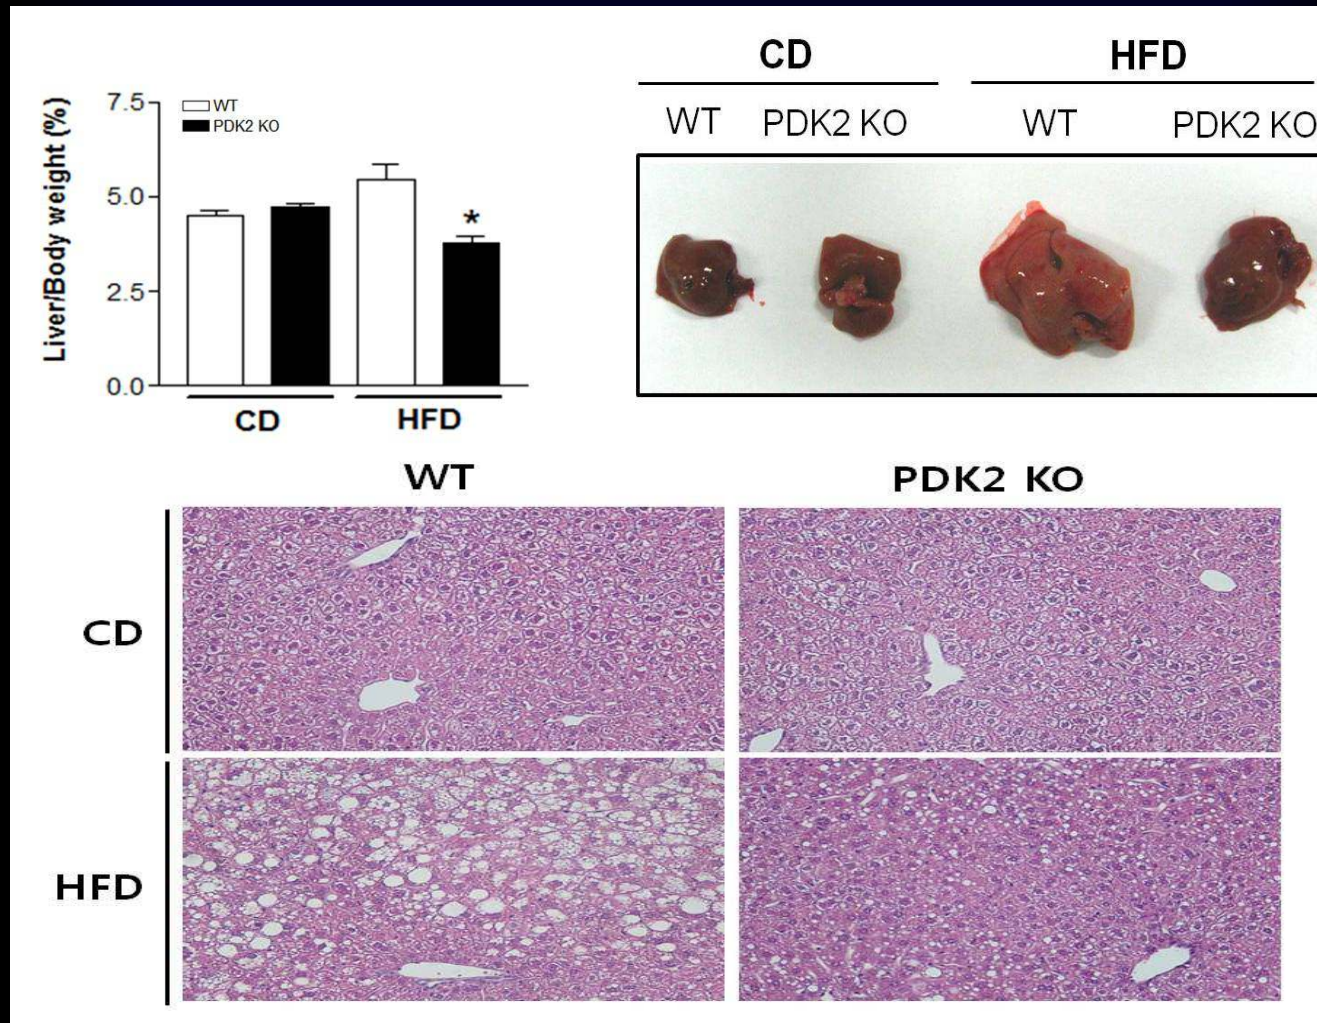 Liver/Body weight (%)
7.5
5.0
2.5
0.0
WT
PDK2 KO
*
CD
HFD
CD
HFD
WT
PDK2 KO
WT
PDK2 KO
WT
PDK2 KO
CD
HFD